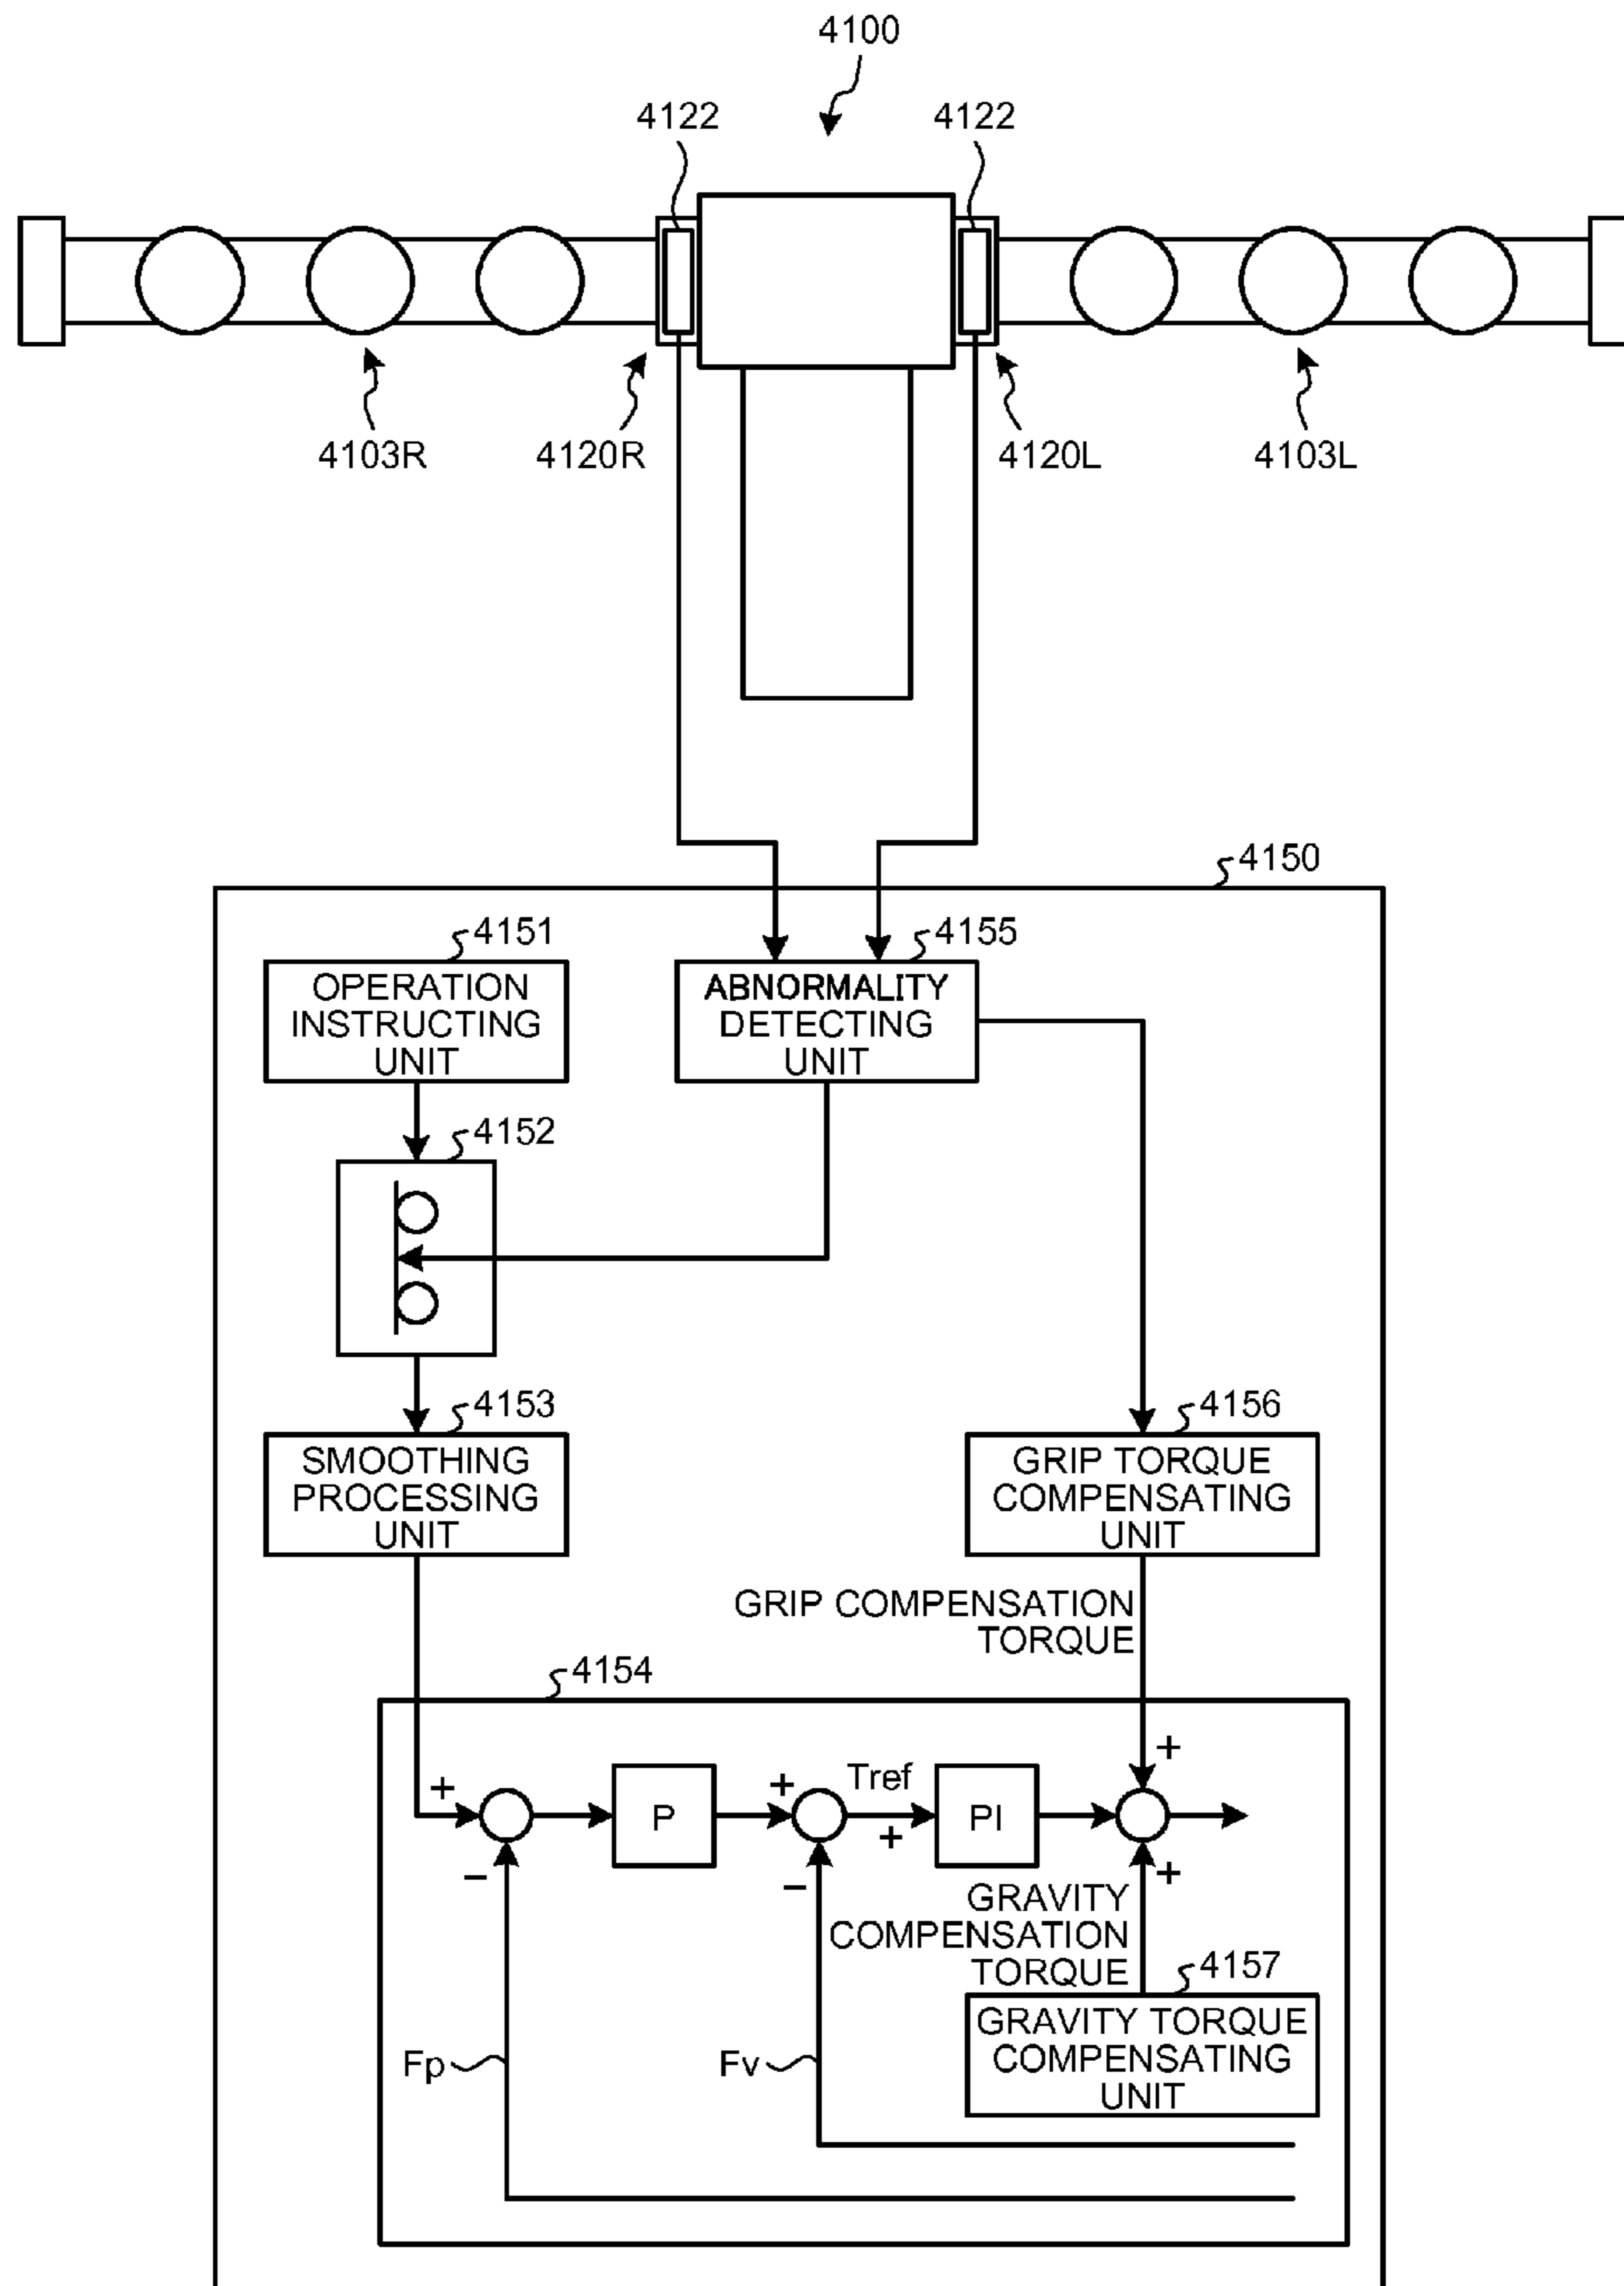 4100
4122
4122
4103R
4120R
4120L
4103L
4150
4151
4155
OPERATION
INSTRUCTING
UNIT
ABNORMALITY
DETECTING
UNIT
4152
4153
4156
SMOOTHING
PROCESSING
UNIT
GRIP TORQUE
COMPENSATING
UNIT
GRIP COMPENSATION
TORQUE
4154
+
+
P
+
Tref
+
PI
−
−
+
GRAVITY
COMPENSATION
TORQUE
4157
GRAVITY TORQUE
COMPENSATING
UNIT
Fp
Fv